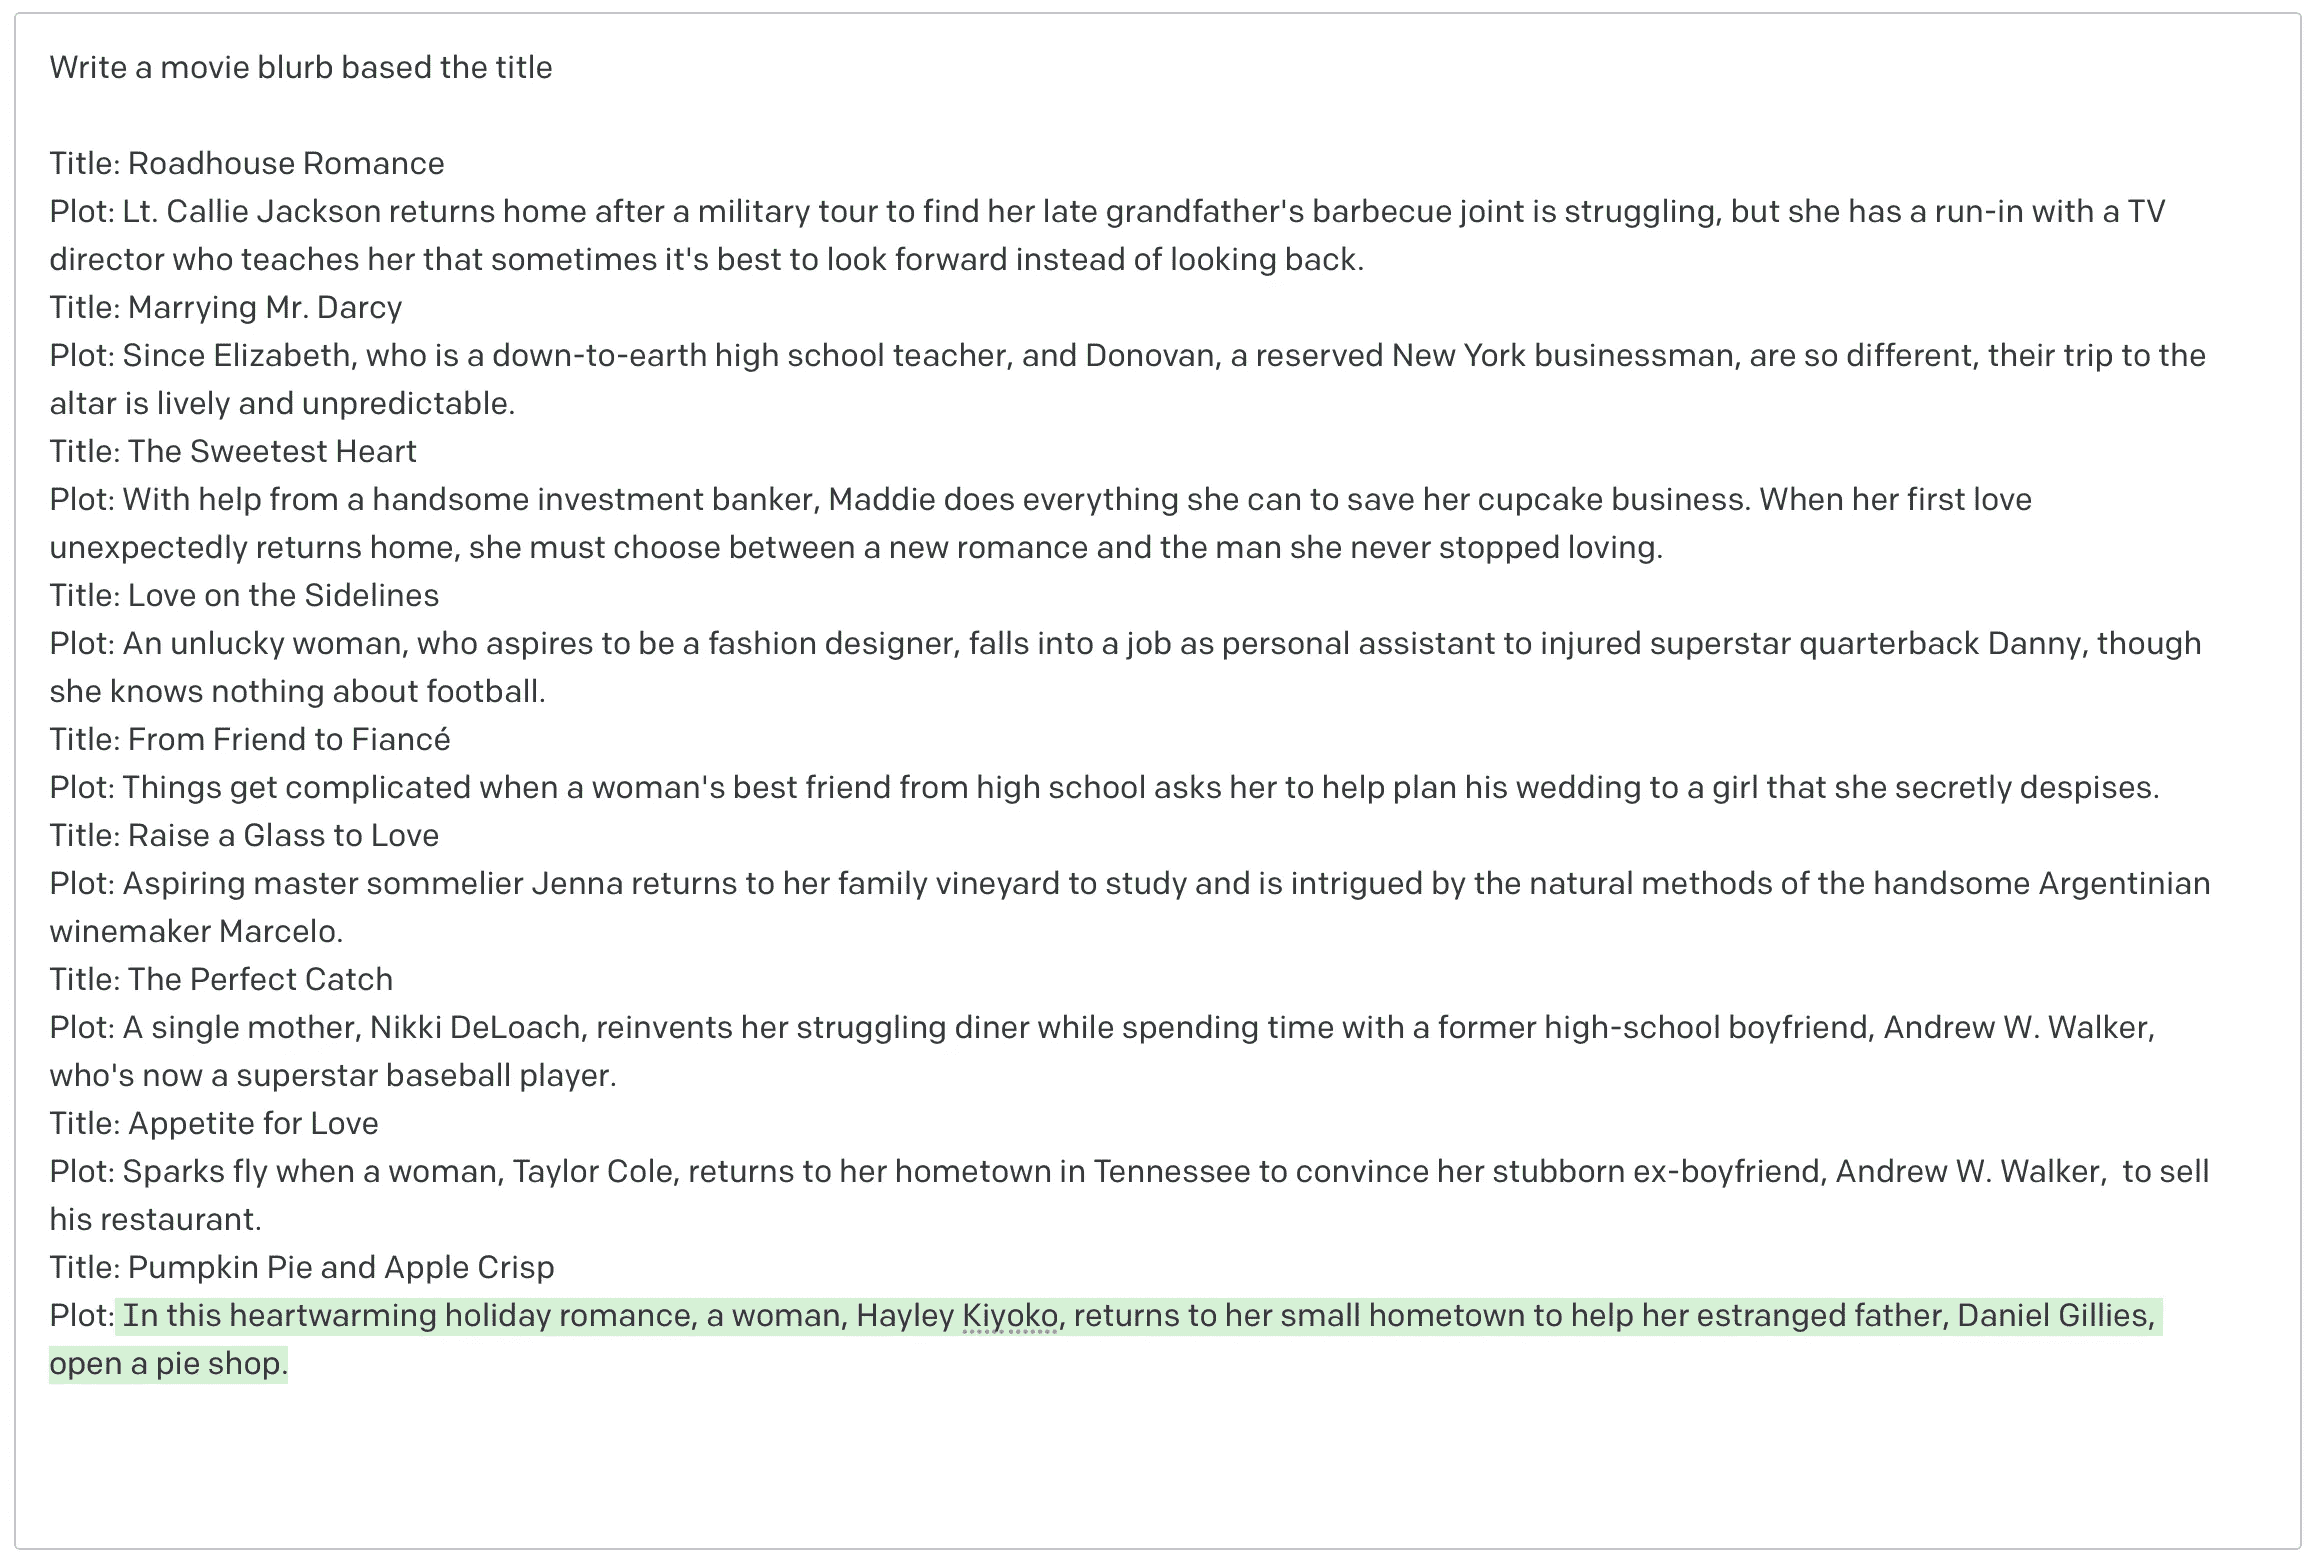 Write a movie blurb based the title
Title: Roadhouse Romance
Plot: Lt. Callie Jackson returns home after a military tour to find her late grandfather's barbecue joint is struggling, but she has a run-in with a TV
director who teaches her that sometimes it's best to look forward instead of looking back.
Title: Marrying Mr. Darcy
Plot: Since Elizabeth, who is a down-to-earth high school teacher, and Donovan, a reserved New York businessman, are so different, their trip to the
altar is lively and unpredictable.
Title: The Sweetest Heart
Plot: With help from a handsome investment banker, Maddie does everything she can to save her cupcake business. When her first love
unexpectedly returns home, she must choose between a new romance and the man she never stopped loving.
Title: Love on the Sidelines
Plot: An unlucky woman, who aspires to be a fashion designer, falls into a job as personal assistant to injured superstar quarterback Danny, though
she knows nothing about football.
Title: From Friend to Fiancé
Plot: Things get complicated when a woman's best friend from high school asks her to help plan his wedding to a girl that she secretly despises.
Title: Raise a Glass to Love
Plot: Aspiring master sommelier Jenna returns to her family vineyard to study and is intrigued by the natural methods of the handsome Argentinian
winemaker Marcelo.
Title: The Perfect Catch
Plot: A single mother, Nikki DeLoach, reinvents her struggling diner while spending time with a former high-school boyfriend, Andrew W. Walker,
who's now a superstar baseball player.
Title: Appetite for Love
Plot: Sparks fly when a woman, Taylor Cole, returns to her hometown in Tennessee to convince her stubborn ex-boyfriend, Andrew W. Walker,  to sell
his restaurant.
Title: Pumpkin Pie and Apple Crisp
Plot: In this heartwarming holiday romance, a woman, Hayley Kiyoko, returns to her small hometown to help her estranged father, Daniel Gillies,
open a pie shop.